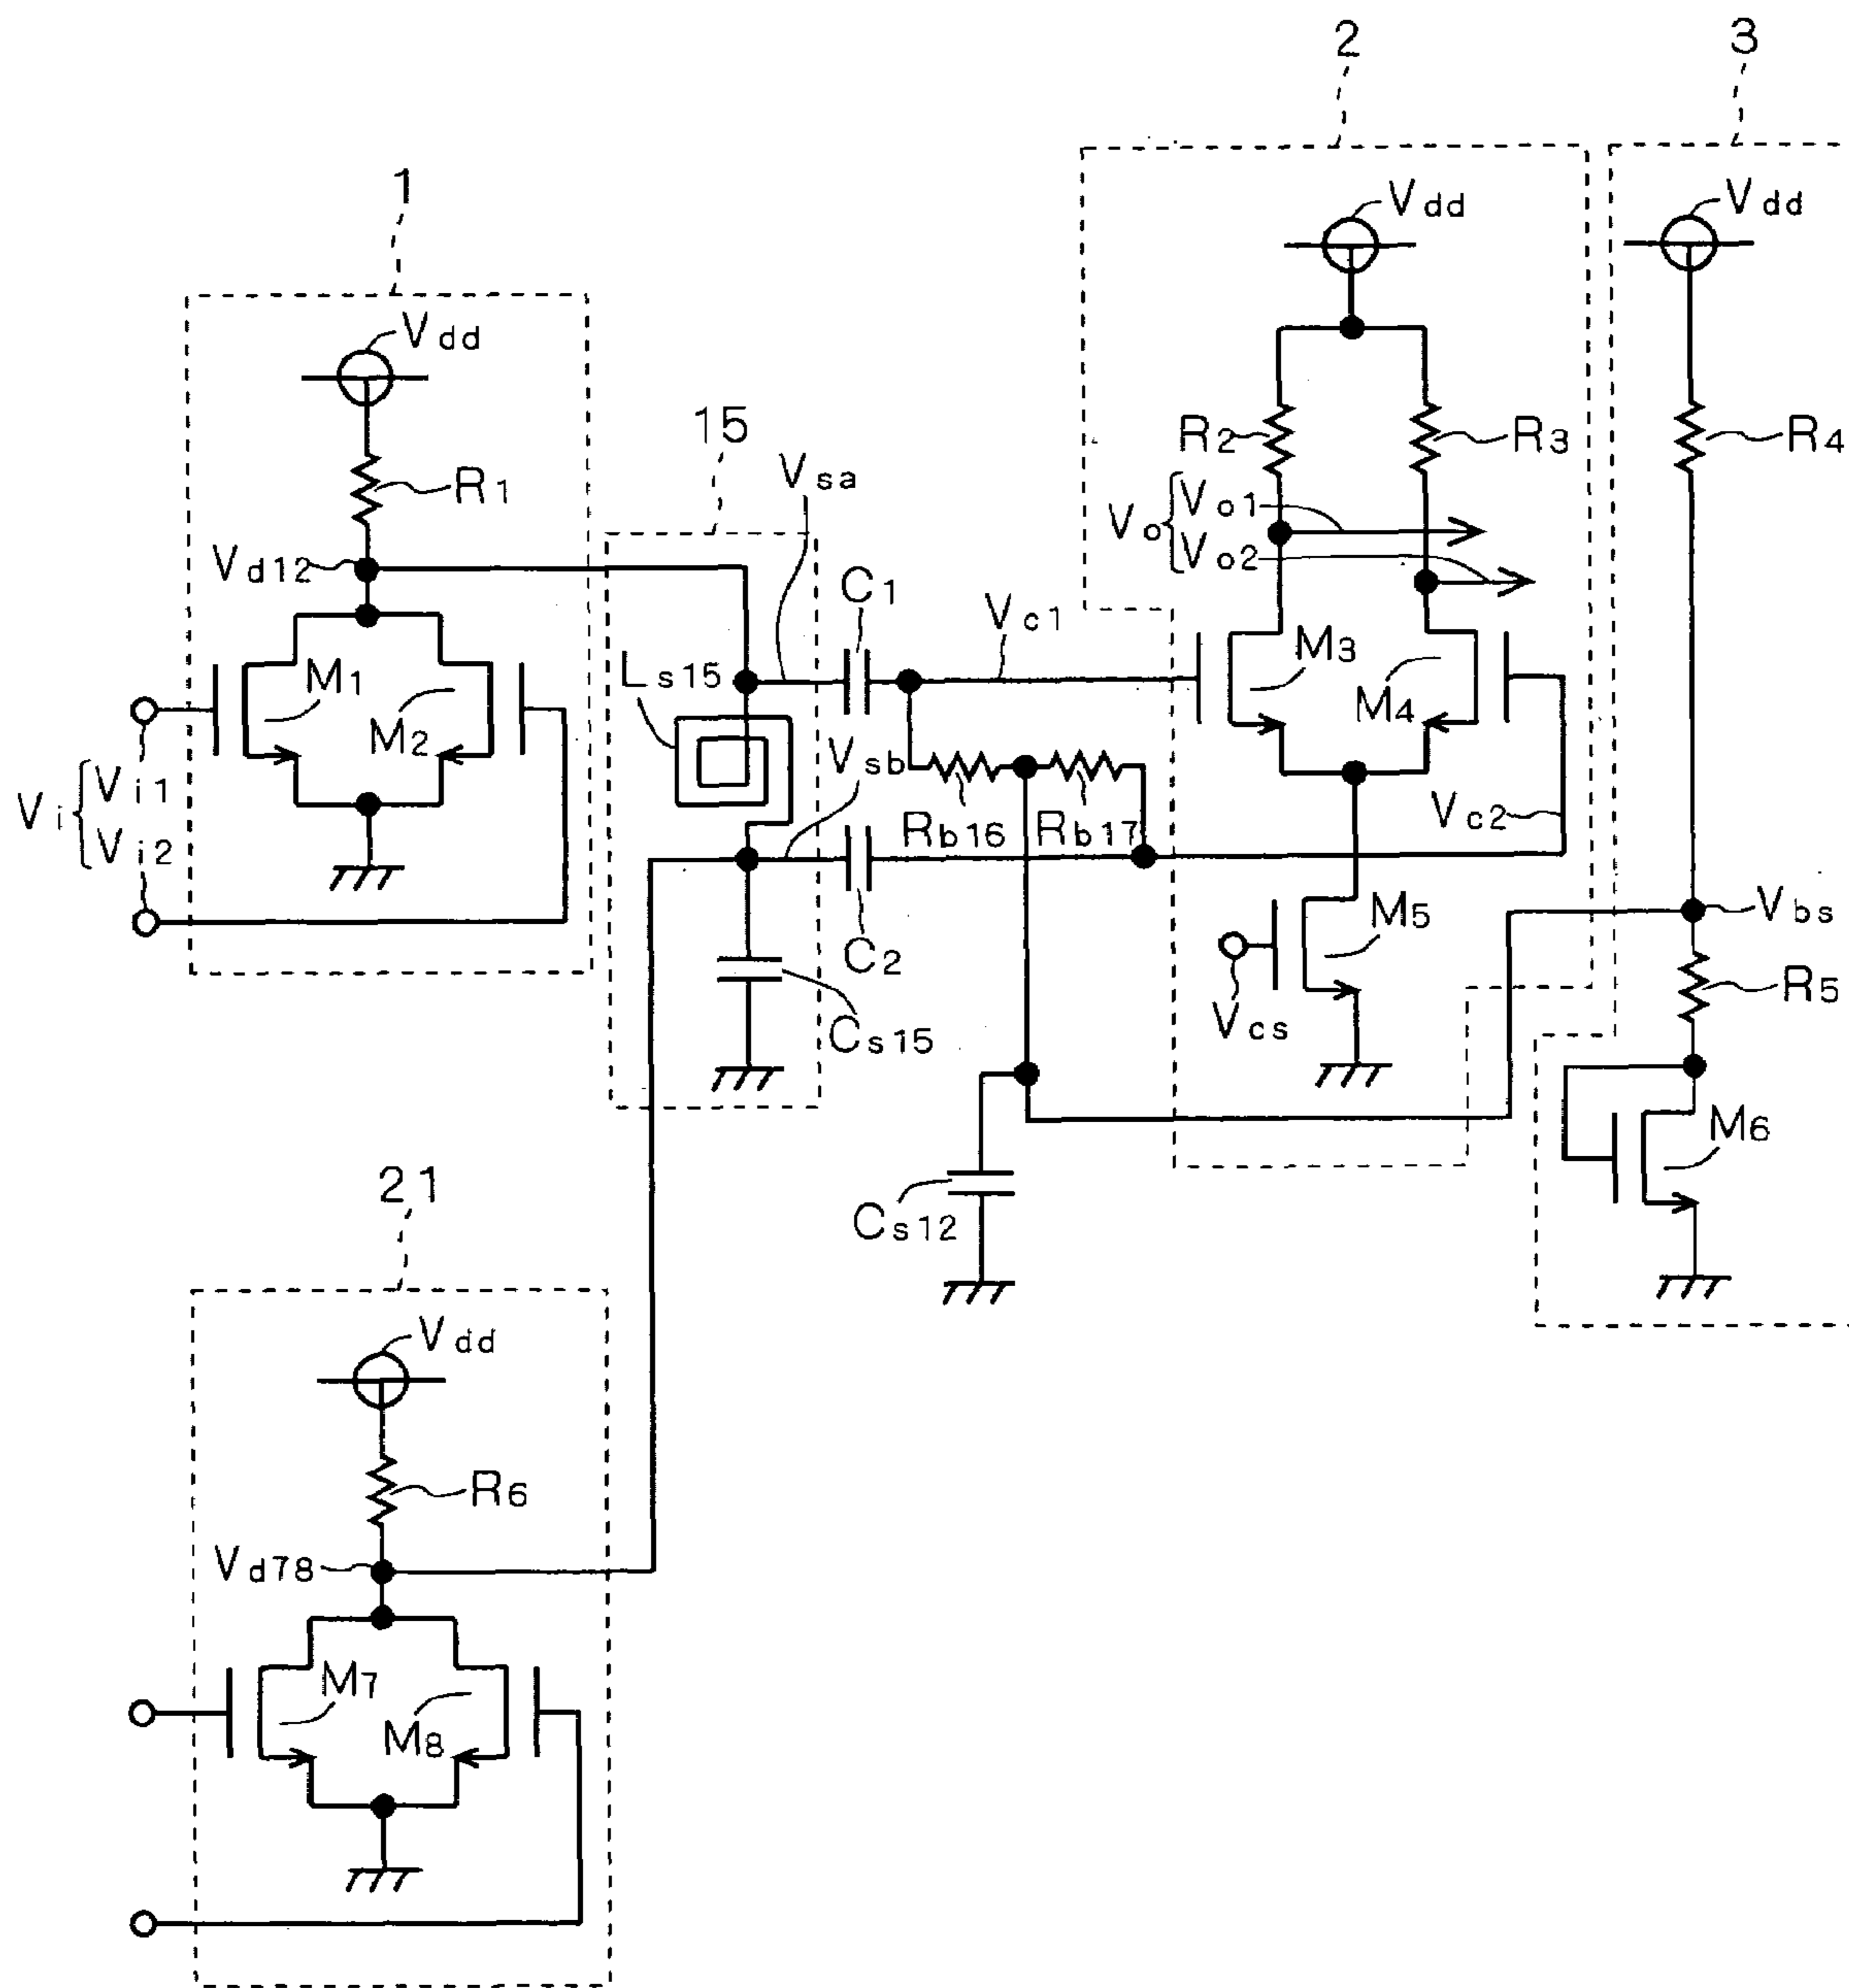 2
3
1
Vdd
Vdd
Vdd
15
R2
R3
R4
Vsa
R1
Vo
Vo1
Vo2
Vd12
C1
Vc1
M3
Ls15
M1
M4
M2
Vsb
Vi
Vi1
Rb16
Rb17
Vc2
Vi2
M5
Vbs
C2
R5
Vcs
Cs15
M6
21
Cs12
Vdd
R6
Vd78
M7
M8